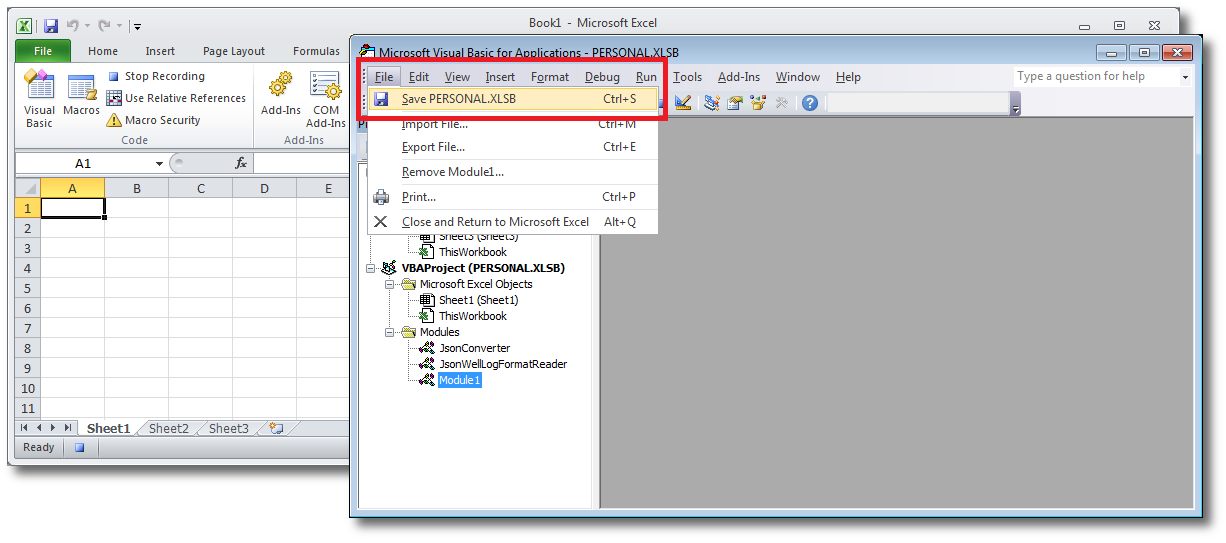 Book1 - Microsoft Excel
File Home Insert Page Layout Formulas
Visual Basic
Macros
Stop Recording
Use Relative References
Macro Security
Code
Add-Ins
COM Add-Ins
Add-Ins
A1 fx
A B C D E
1
2
3
4
5
6
7
8
9
10
11
Sheet1 Sheet2 Sheet3
Ready
Microsoft Visual Basic for Applications - PERSONAL.XLSB
File Edit View Insert Format Debug Run Tools Add-Ins Window Help
Type a question for help
Save PERSONAL.XLSB Ctrl+S
Import File... Ctrl+M
Export File... Ctrl+E
Remove Module1...
Print... Ctrl+P
Close and Return to Microsoft Excel Alt+Q
Sheet3 (Sheet3)
ThisWorkbook
VBAProject (PERSONAL.XLSB)
Microsoft Excel Objects
Sheet1 (Sheet1)
ThisWorkbook
Modules
JsonConverter
JsonWellLogFormatReader
Module1